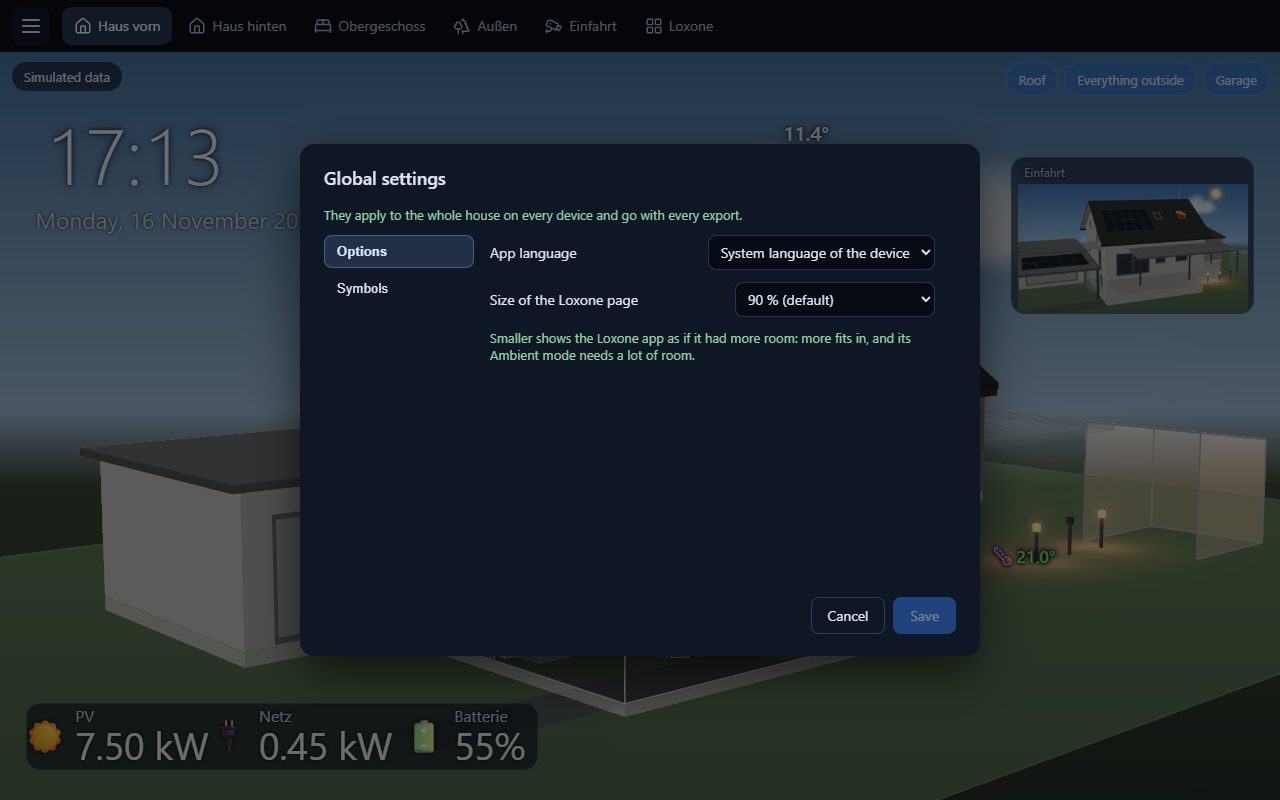 Haus vorn
Haus hinten
Obergeschoss
Außen
Einfahrt
Loxone
Simulated data
Roof
Everything outside
Garage
17:13
Monday, 16 November 20
11.4°
Einfahrt
Global settings
They apply to the whole house on every device and go with every export.
Options
Symbols
App language
System language of the device
Size of the Loxone page
90 % (default)
Smaller shows the Loxone app as if it had more room: more fits in, and its
Ambient mode needs a lot of room.
21.0°
Cancel
Save
PV
7.50 kW
Netz
0.45 kW
Batterie
55%